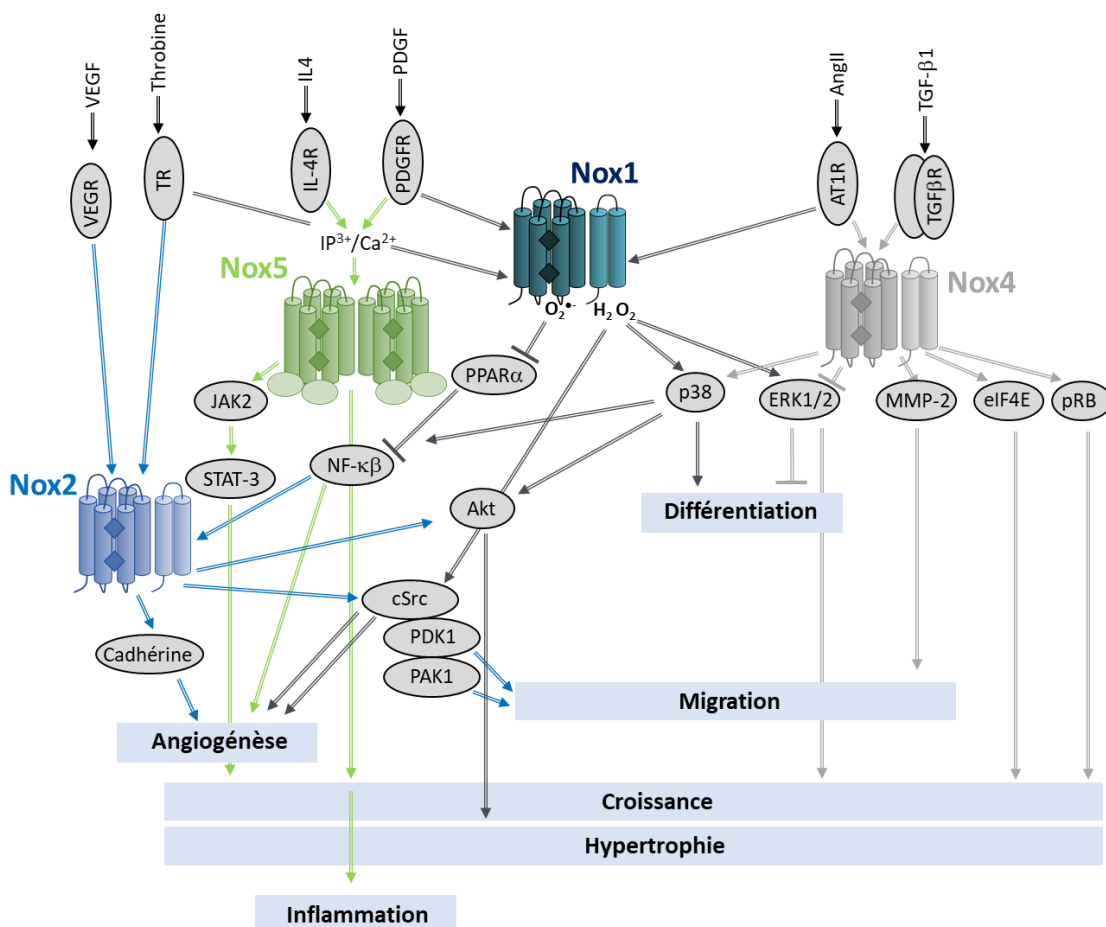 VEGF
Throbine
IL4
PDGF
AngII
TGF-β1
VEGR
TR
IL-4R
PDGFR
AT1R
TGFβR
Nox1
IP3+/Ca2+
Nox5
Nox4
O2•-
H2 O2
PPARα
JAK2
p38
ERK1/2
MMP-2
eIF4E
pRB
NF-κβ
STAT-3
Nox2
Akt
Différentiation
cSrc
PDK1
Cadhérine
PAK1
Migration
Angiogénèse
Croissance
Hypertrophie
Inflammation